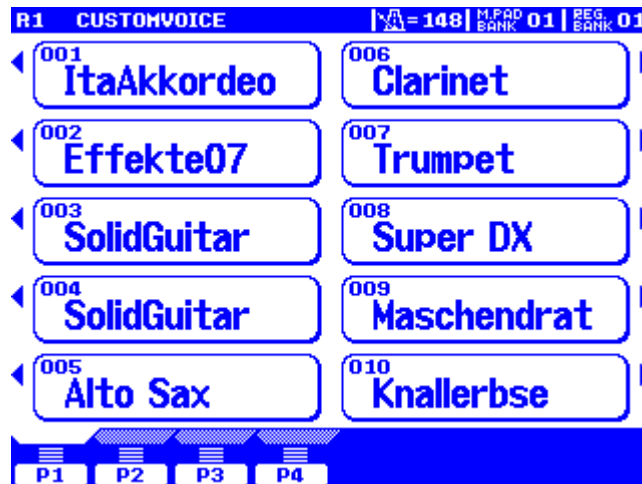 R1 CUSTOMVOICE =148 M.PAD BANK 01 REG. BANK 01
001 ItaAkkordeo
006 Clarinet
002 Effekte07
007 Trumpet
003 SolidGuitar
008 Super DX
004 SolidGuitar
009 Maschendrat
005 Alto Sax
010 Knallerbse
P1 P2 P3 P4